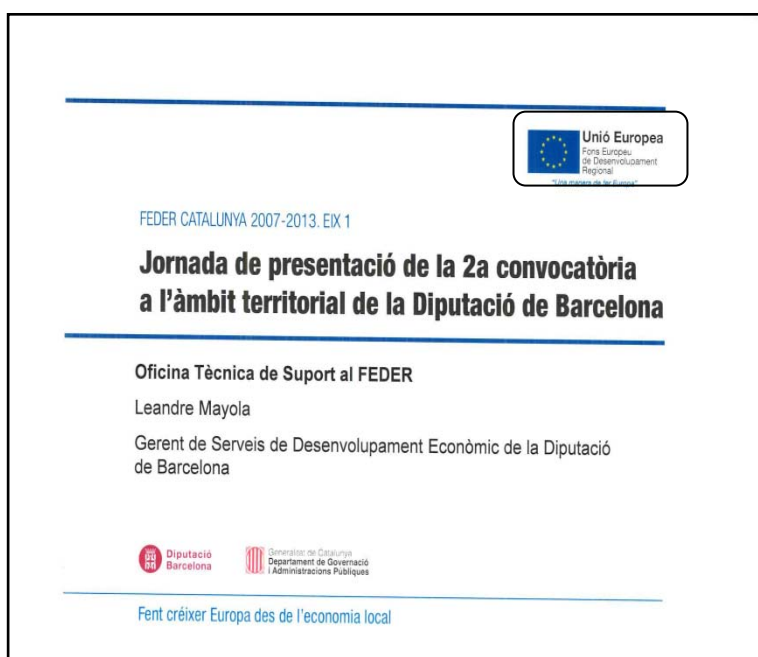 Unió Europea
Fons Europeu
de Desenvolupament
Regional
"Una manera de fer Europa"
FEDER CATALUNYA 2007-2013. EIX 1
Jornada de presentació de la 2a convocatòria
a l'àmbit territorial de la Diputació de Barcelona
Oficina Tècnica de Suport al FEDER
Leandre Mayola
Gerent de Serveis de Desenvolupament Econòmic de la Diputació
de Barcelona
Diputació
Barcelona
Generalitat de Catalunya
Departament de Governació
i Administracions Públiques
Fent créixer Europa des de l'economia local